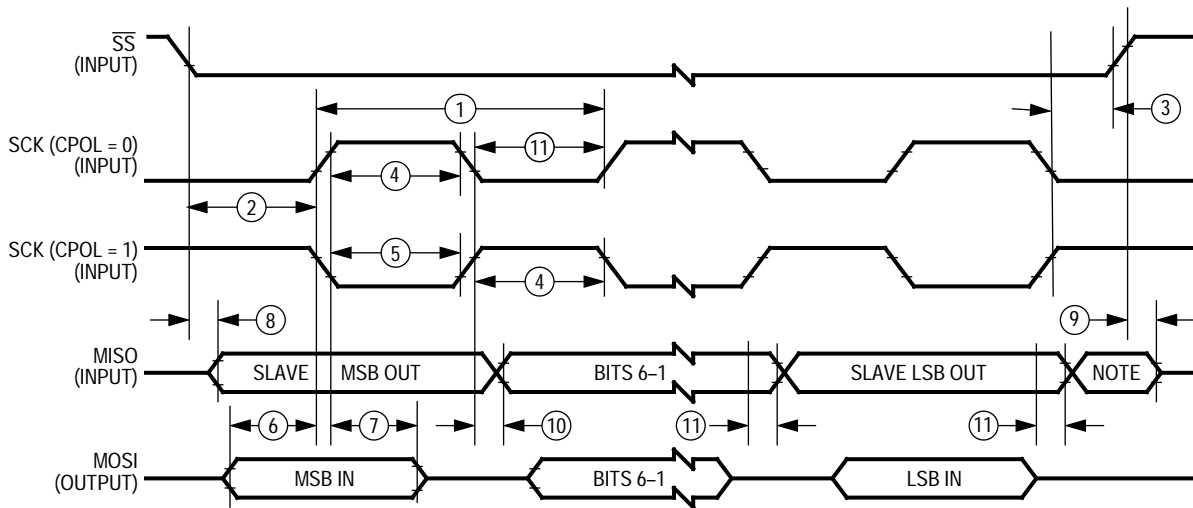 SS
(INPUT)
1
3
SCK (CPOL = 0)
(INPUT)
11
4
2
SCK (CPOL = 1)
(INPUT)
5
4
8
9
MISO
(INPUT)
SLAVE MSB OUT
BITS 6–1
SLAVE LSB OUT
NOTE
6
7
10
11
11
MOSI
(OUTPUT)
MSB IN
BITS 6–1
LSB IN